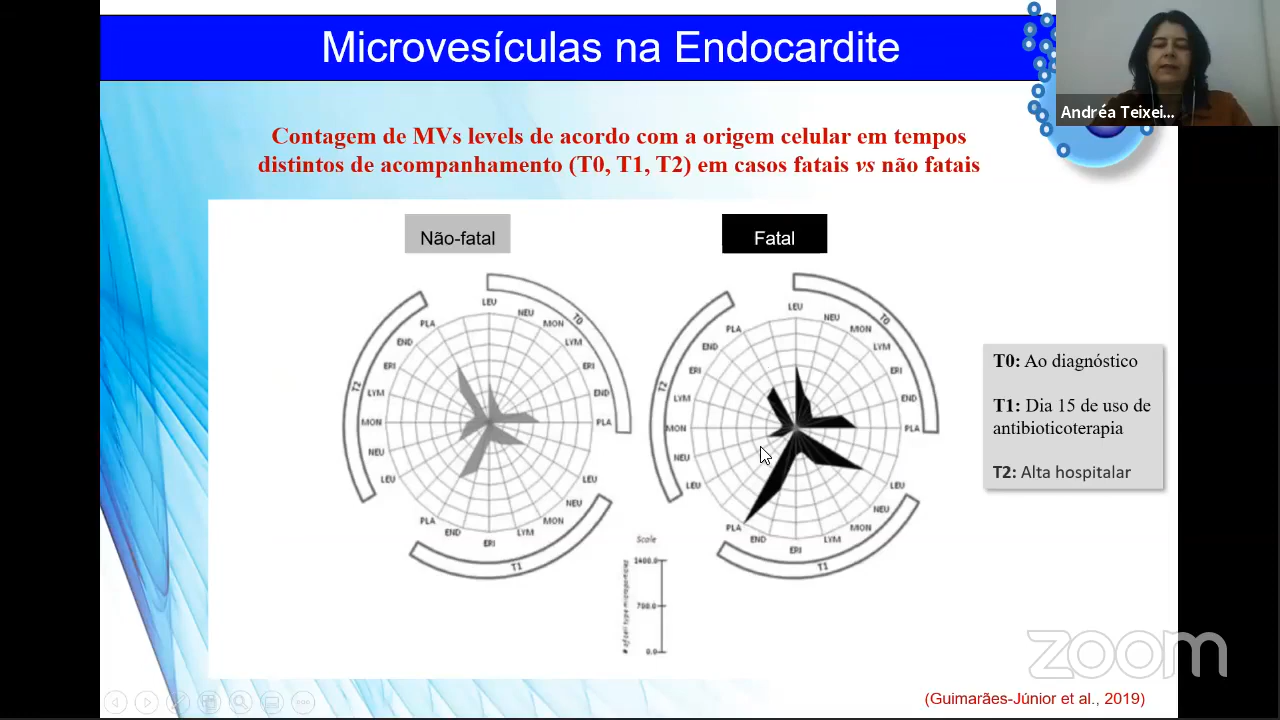 Microvesículas na Endocardite
Andréa Teixei...
Contagem de MVs levels de acordo com a origem celular em tempos
distintos de acompanhamento (T0, T1, T2) em casos fatais vs não fatais
Não-fatal
LEU
NEU
MON
LYM
ERI
END
PLA
LEU
NEU
MON
LYM
ERI
END
PLA
LEU
NEU
MON
LYM
ERI
END
PLA
T0
T1
T2
Fatal
LEU
NEU
MON
LYM
ERI
END
PLA
LEU
NEU
MON
LYM
ERI
END
PLA
LEU
NEU
MON
LYM
ERI
END
PLA
T0
T1
T2
Scale
1400.0
700.0
0.0
T0: Ao diagnóstico
T1: Dia 15 de uso de
antibioticoterapia
T2: Alta hospitalar
zoom
(Guimarães-Júnior et al., 2019)